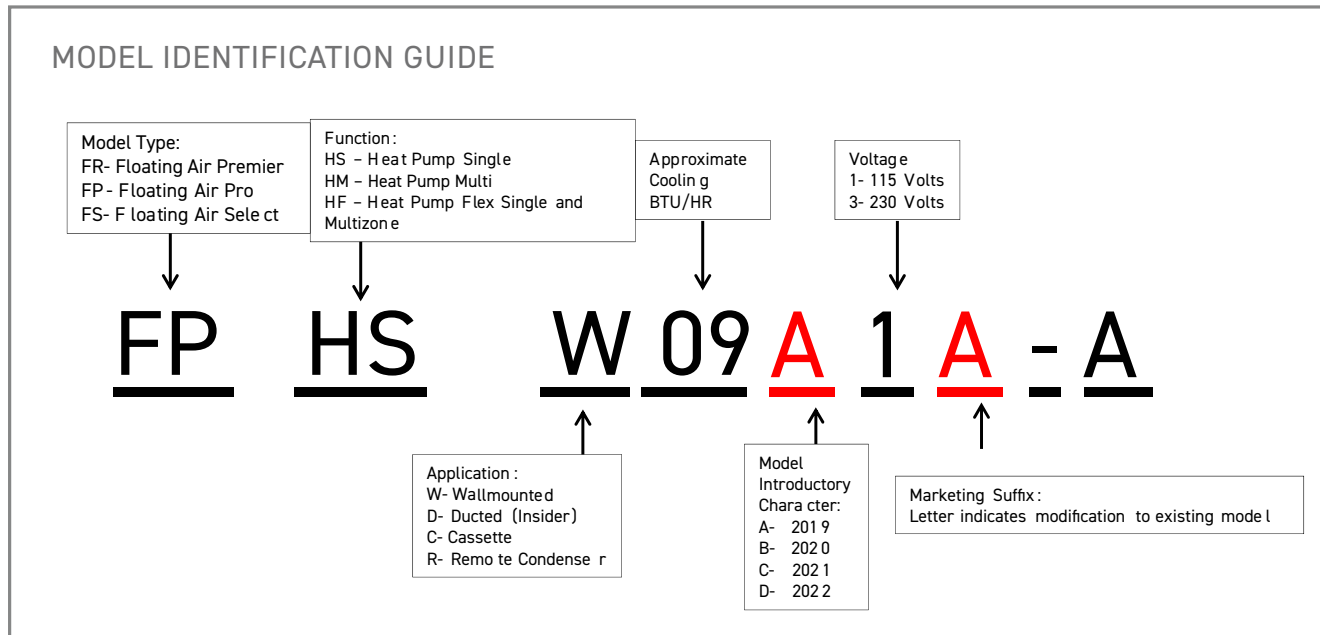 MODEL IDENTIFICATION GUIDE
Model Type:
FR- Floating Air Premier
FP- Floating Air Pro
FS- Floating Air Select
Function:
HS – Heat Pump Single
HM – Heat Pump Multi
HF – Heat Pump Flex Single and
Multizone
Approximate
Cooling
BTU/HR
Voltage
1- 115 Volts
3- 230 Volts
FP HS W 09 A 1 A - A
Application:
W- Wallmounted
D- Ducted (Insider)
C- Cassette
R- Remote Condenser
Model
Introductory
Character:
A- 2019
B- 2020
C- 2021
D- 2022
Marketing Suffix:
Letter indicates modification to existing model